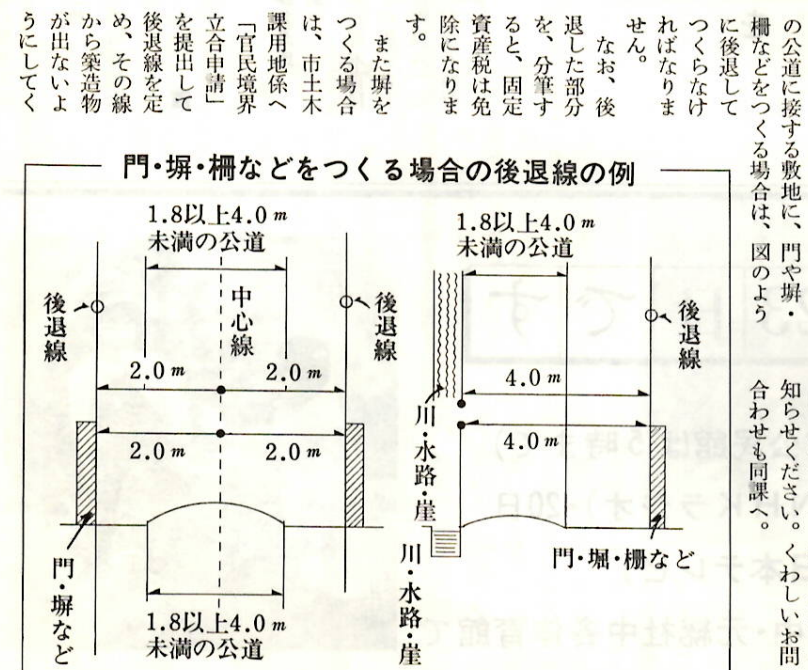 の公道に接する敷地に、門や塀・
柵などをつくる場合は、図のよう
に後退して
つくらなけ
ればなりま
せん。
なお、後
退した部分
を、分筆す
ると、固定
資産税は免
除になりま
す。
また塀を
つくる場合
は、市土木
課用地係へ
「官民境界
立合申請」
を提出して
後退線を定
め、その線
から築造物
が出ないよ
うにしてく
知らせください。くわしいお問
合わせも同課へ。
門・塀・柵などをつくる場合の後退線の例
1.8以上4.0m
未満の公道
後退線
中心線
後退線
2.0m
2.0m
2.0m
2.0m
門・塀など
1.8以上4.0m
未満の公道
1.8以上4.0m
未満の公道
後退線
4.0m
4.0m
川・水路・崖
川・水路・崖
門・堀・柵など